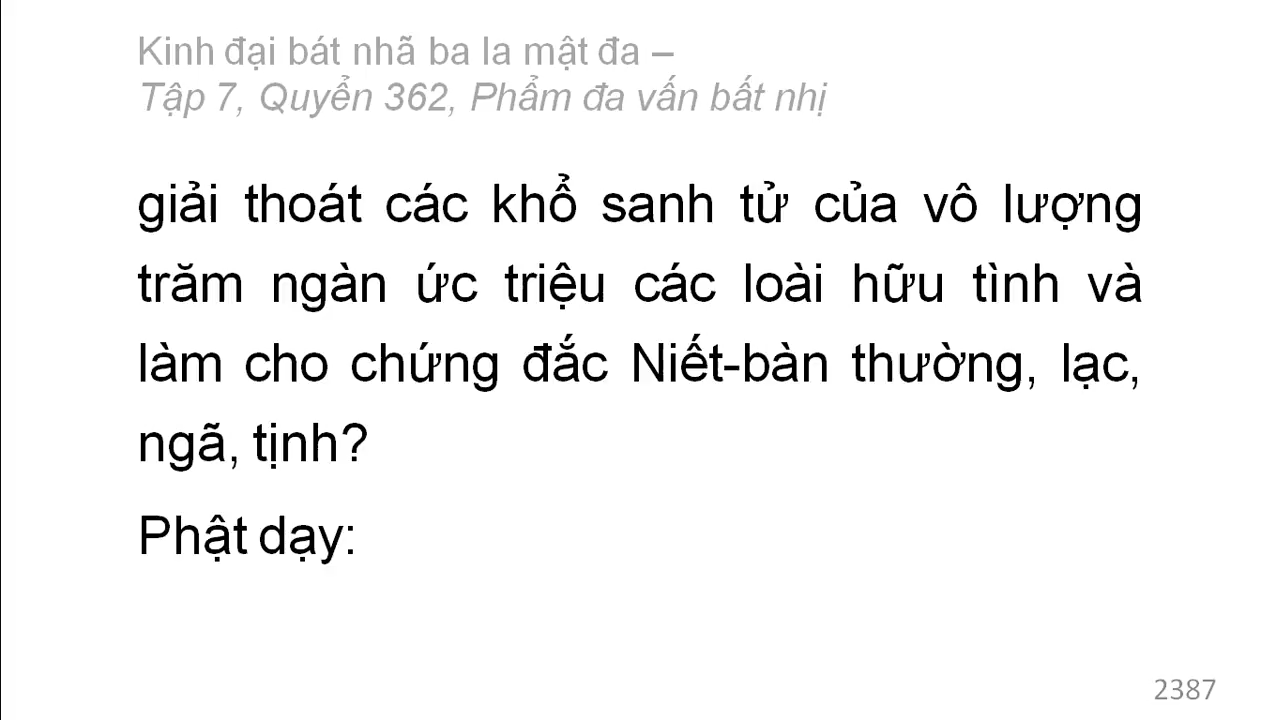 Kinh đại bát nhã ba la mật đa –
Tập 7, Quyển 362, Phẩm đa vấn bất nhị
giải thoát các khổ sanh tử của vô lượng
trăm ngàn ức triệu các loài hữu tình và
làm cho chứng đắc Niết-bàn thường, lạc,
ngã, tịnh?
Phật dạy:
2387